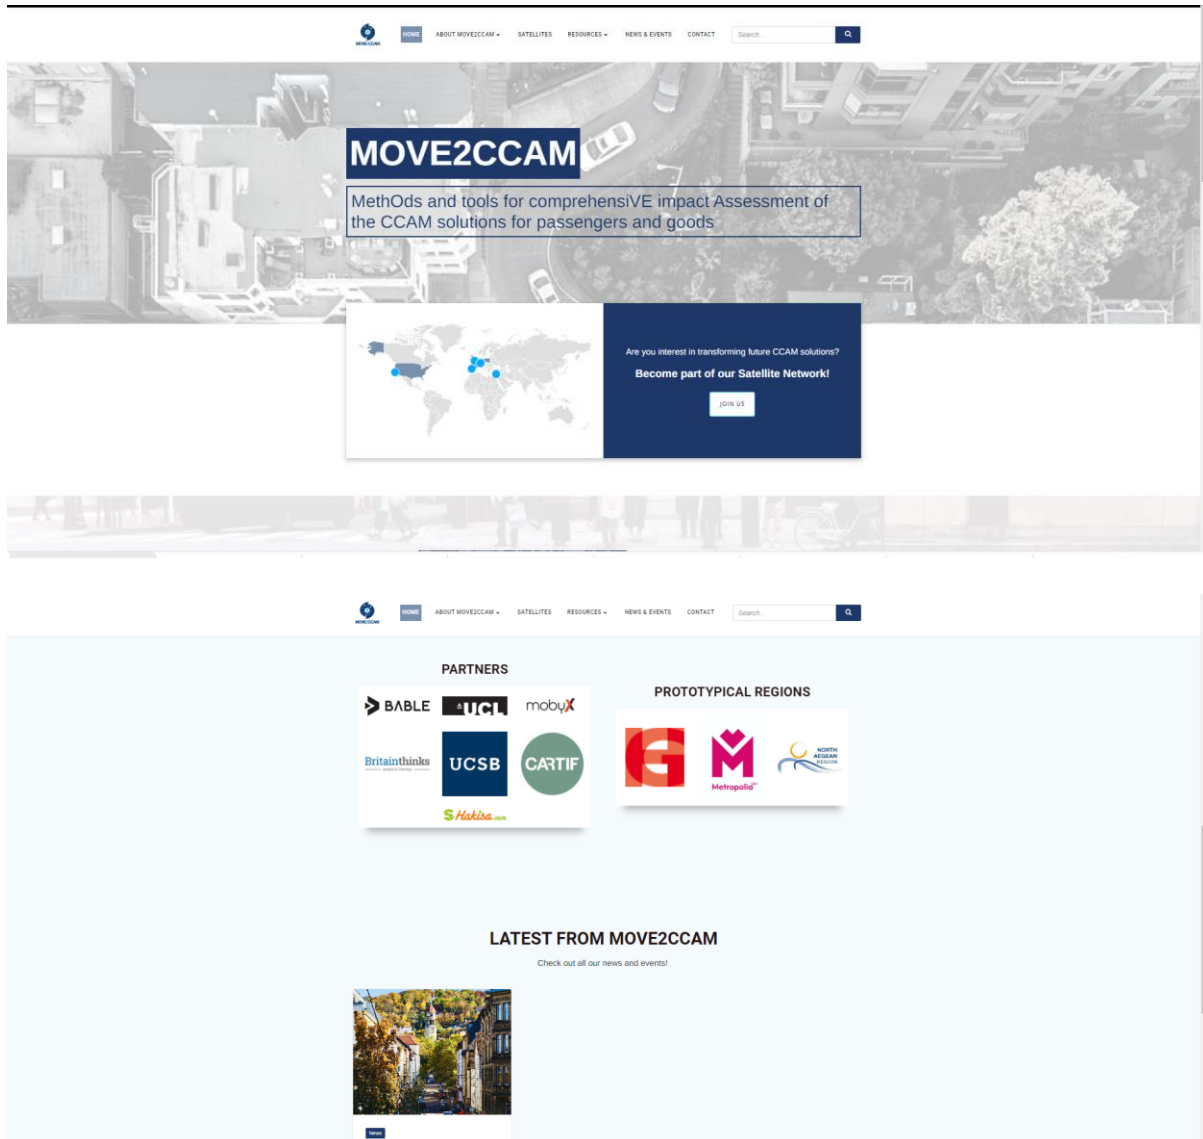 MOVE2CCAM
HOME ABOUT MOVE2CCAM SATELLITES RESOURCES NEWS & EVENTS CONTACT Search...
MOVE2CCAM
MethOds and tools for comprehensiVE impact Assessment of
the CCAM solutions for passengers and goods
Are you interest in transforming future CCAM solutions?
Become part of our Satellite Network!
JOIN US
MOVE2CCAM
HOME ABOUT MOVE2CCAM SATELLITES RESOURCES NEWS & EVENTS CONTACT Search...
PARTNERS
BABLE UCL mobyX
Britainthinks UCSB CARTIF
Hakisa.com
PROTOTYPICAL REGIONS
Metropolia
NORTH
AEGEAN
REGION
LATEST FROM MOVE2CCAM
Check out all our news and events!
News